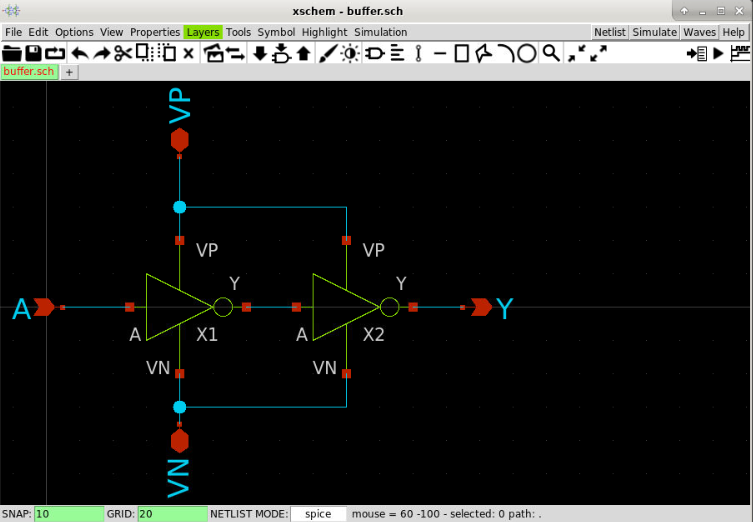 xschem - buffer.sch
File Edit Options View Properties Layers Tools Symbol Highlight Simulation Netlist Simulate Waves Help
buffer.sch +
VP
VP VP
Y Y
A Y
A X1 A X2
VN VN
VN
SNAP: 10 GRID: 20 NETLIST MODE: spice mouse = 60 -100 - selected: 0 path: .